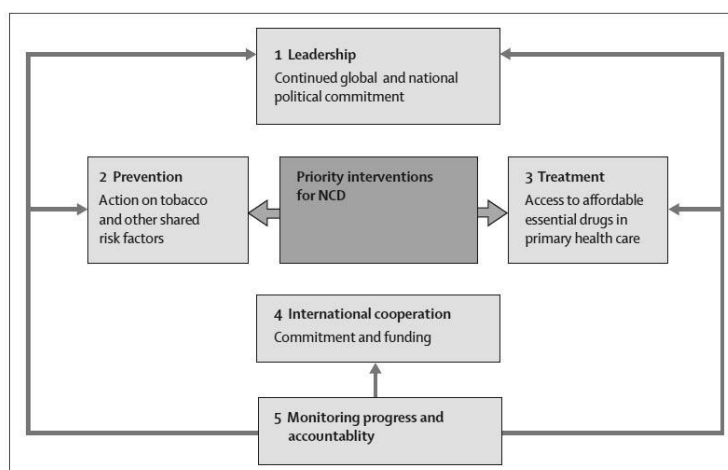 1 Leadership
Continued global and national
political commitment
2 Prevention
Action on tobacco
and other shared
risk factors
Priority interventions
for NCD
3 Treatment
Access to affordable
essential drugs in
primary health care
4 International cooperation
Commitment and funding
5 Monitoring progress and
accountablity